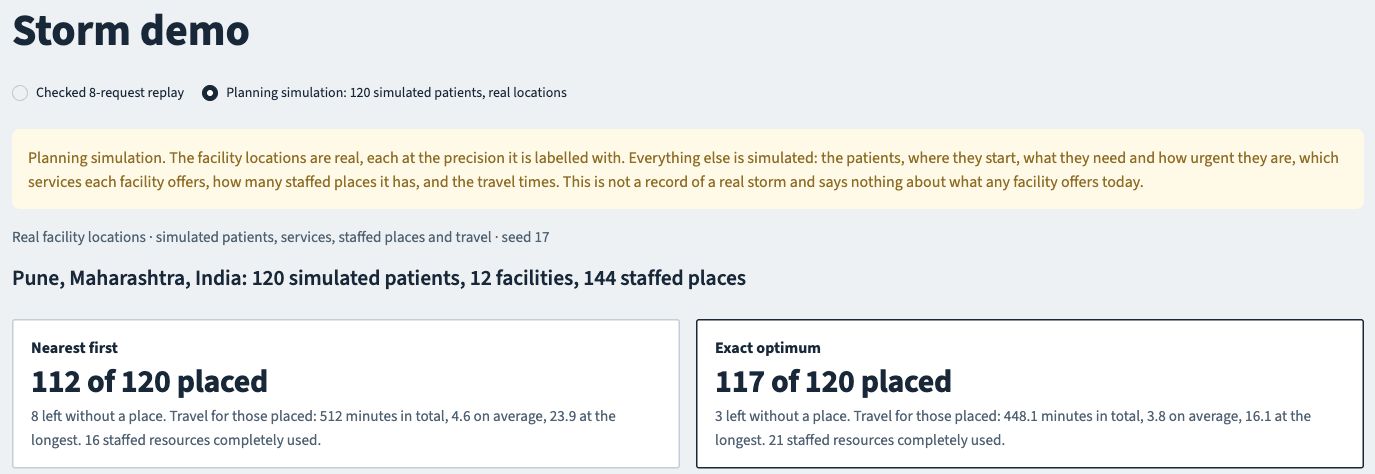 Storm demo
Checked 8-request replay
Planning simulation: 120 simulated patients, real locations
Planning simulation. The facility locations are real, each at the precision it is labelled with. Everything else is simulated: the patients, where they start, what they need and how urgent they are, which
services each facility offers, how many staffed places it has, and the travel times. This is not a record of a real storm and says nothing about what any facility offers today.
Real facility locations · simulated patients, services, staffed places and travel · seed 17
Pune, Maharashtra, India: 120 simulated patients, 12 facilities, 144 staffed places
Nearest first
112 of 120 placed
8 left without a place. Travel for those placed: 512 minutes in total, 4.6 on average, 23.9 at the
longest. 16 staffed resources completely used.
Exact optimum
117 of 120 placed
3 left without a place. Travel for those placed: 448.1 minutes in total, 3.8 on average, 16.1 at the
longest. 21 staffed resources completely used.